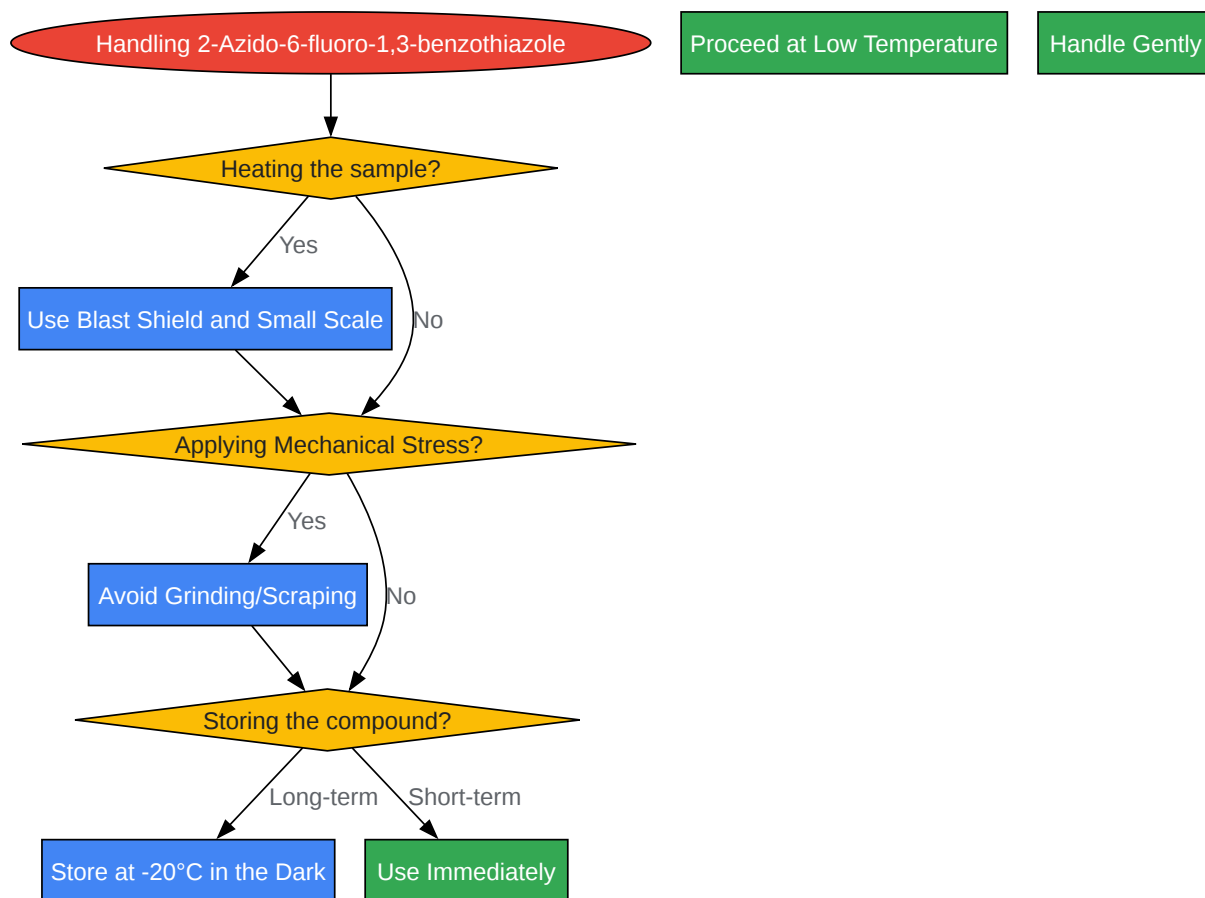 Handling 2-Azido-6-fluoro-1,3-benzothiazole
Proceed at Low Temperature
Handle Gently
Heating the sample?
Yes
Use Blast Shield and Small Scale
No
Applying Mechanical Stress?
Yes
Avoid Grinding/Scraping
No
Storing the compound?
Long-term
Short-term
Store at -20°C in the Dark
Use Immediately